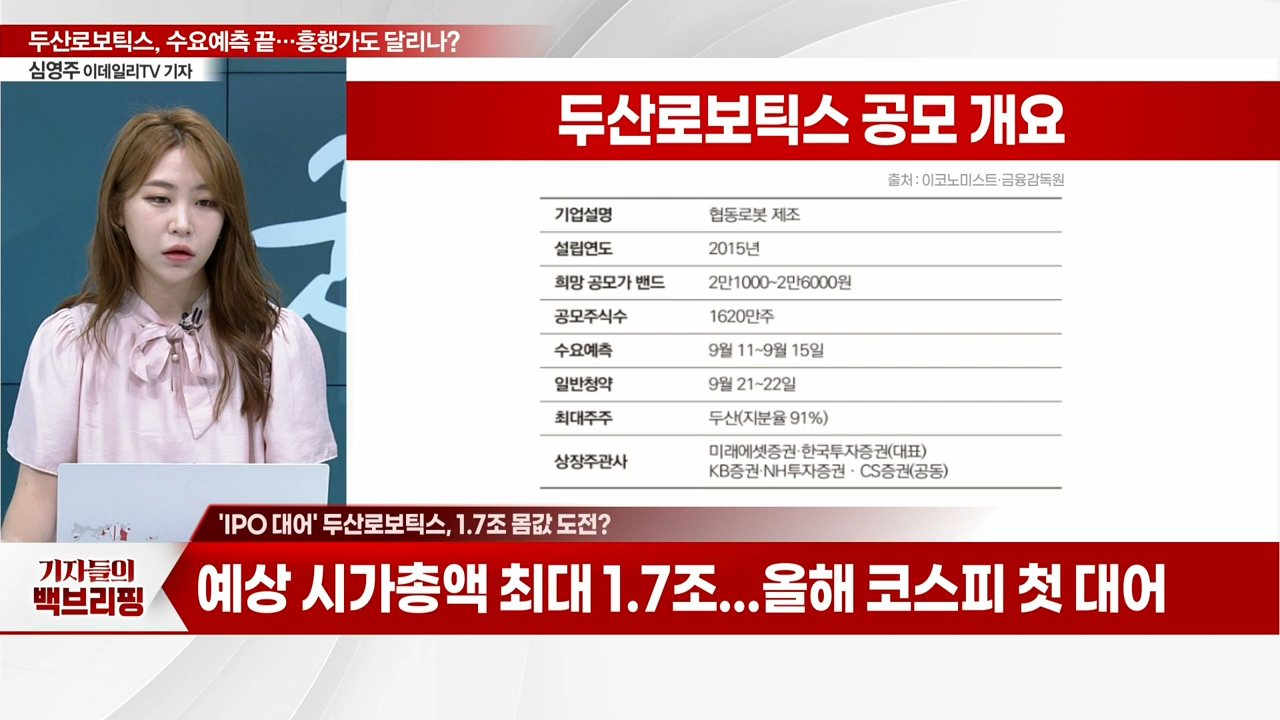 두산로보틱스, 수요예측 끝…흥행가도 달리나?
심영주 이데일리TV 기자
두산로보틱스 공모 개요
출처 : 이코노미스트·금융감독원
기업설명 협동로봇 제조
설립연도 2015년
희망 공모가 밴드 2만1000~2만6000원
공모주식수 1620만주
수요예측 9월 11~9월 15일
일반청약 9월 21~22일
최대주주 두산(지분율 91%)
상장주관사 미래에셋증권·한국투자증권(대표)
KB증권·NH투자증권 · CS증권(공동)
'IPO 대어' 두산로보틱스, 1.7조 몸값 도전?
기자들의
백브리핑
예상 시가총액 최대 1.7조...올해 코스피 첫 대어